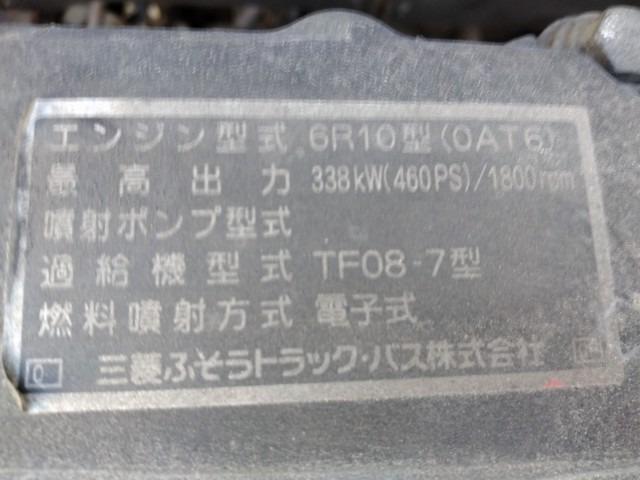 エンジン型式 6R10型(0AT6)
最高出力 338kW(460PS)/1800rpm
噴射ポンプ型式
過給機型式 TF08-7型
燃料噴射方式 電子式
三菱ふそうトラック・バス株式会社